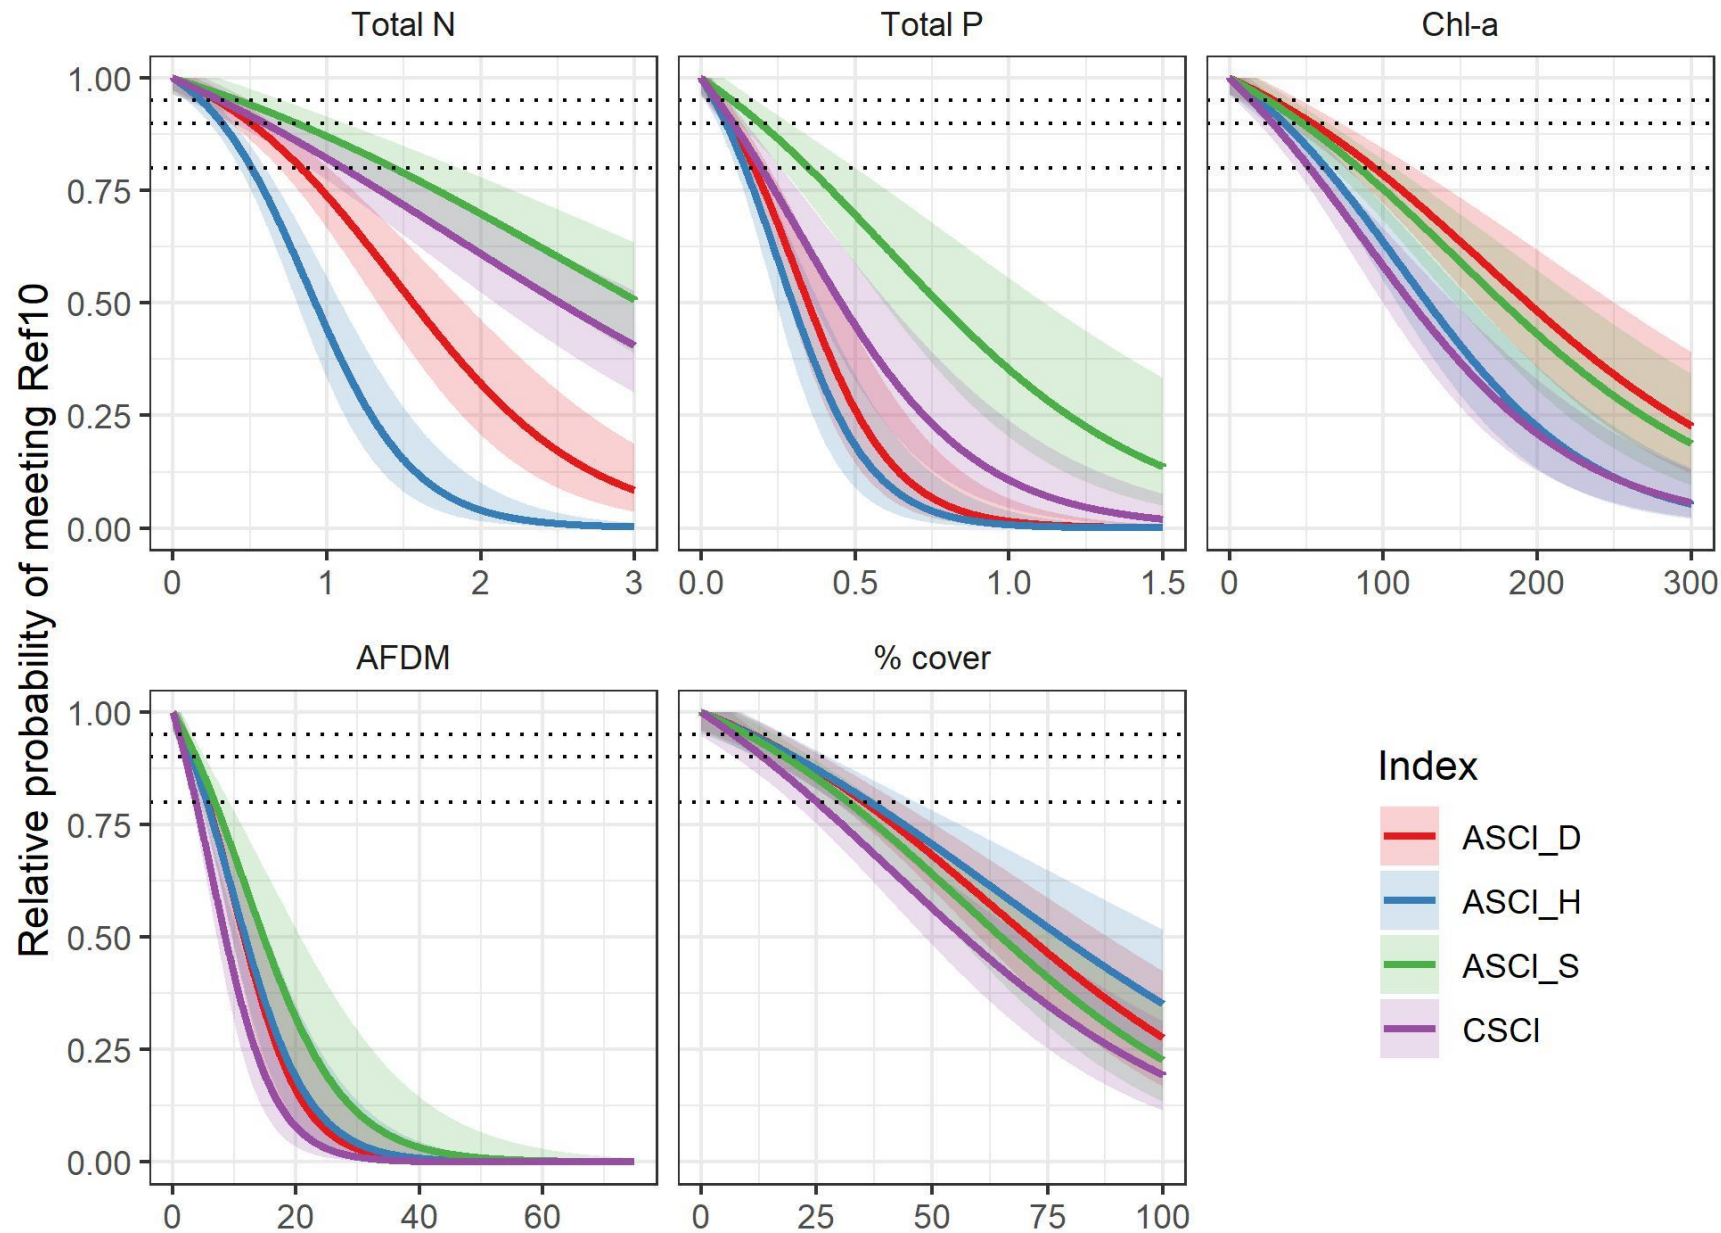 Total N
Total P
Chl-a
1.00
0.75
0.50
0.25
0.00
0 1 2 3
0.0 0.5 1.0 1.5
0 100 200 300
Relative probability of meeting Ref10
AFDM
% cover
1.00
0.75
0.50
0.25
0.00
0 20 40 60
0 25 50 75 100
Index
ASCI_D
ASCI_H
ASCI_S
CSCI